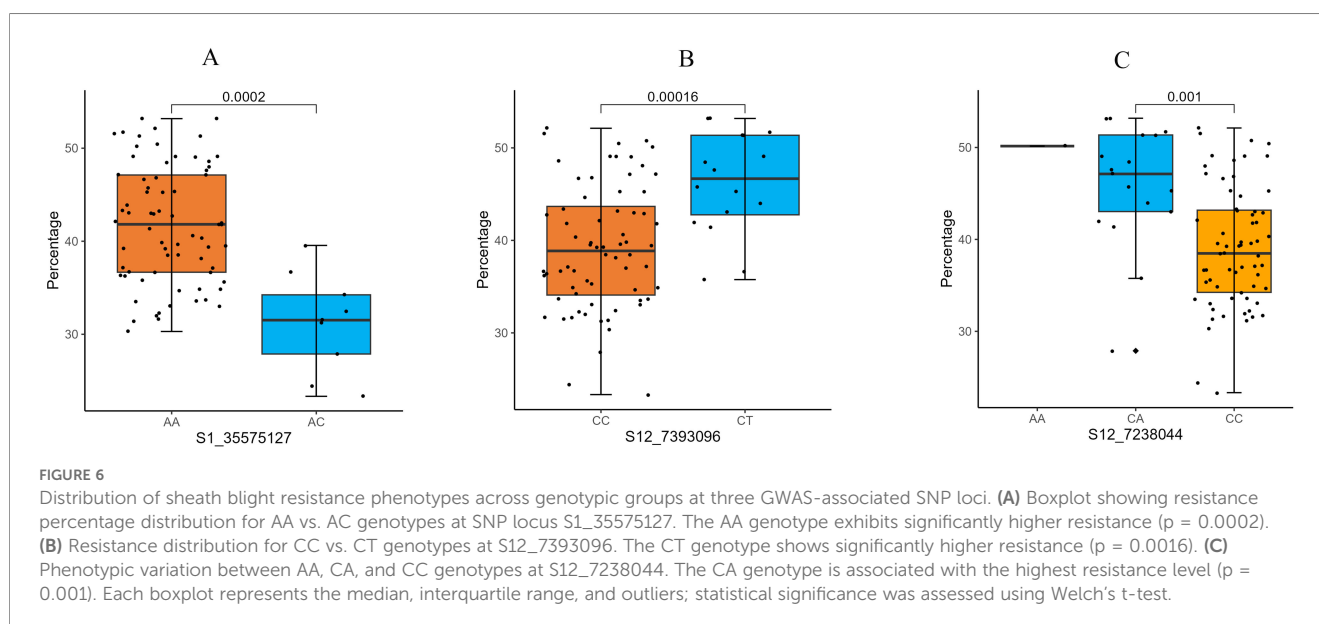 A
B
C
0.0002
0.00016
0.001
Percentage
50
40
30
AA
AC
S1_35575127
Percentage
50
40
30
CC
CT
S12_7393096
Percentage
50
40
30
AA
CA
CC
S12_7238044
FIGURE 6
Distribution of sheath blight resistance phenotypes across genotypic groups at three GWAS-associated SNP loci. (A) Boxplot showing resistance
percentage distribution for AA vs. AC genotypes at SNP locus S1_35575127. The AA genotype exhibits significantly higher resistance (p = 0.0002).
(B) Resistance distribution for CC vs. CT genotypes at S12_7393096. The CT genotype shows significantly higher resistance (p = 0.0016). (C)
Phenotypic variation between AA, CA, and CC genotypes at S12_7238044. The CA genotype is associated with the highest resistance level (p =
0.001). Each boxplot represents the median, interquartile range, and outliers; statistical significance was assessed using Welch's t-test.